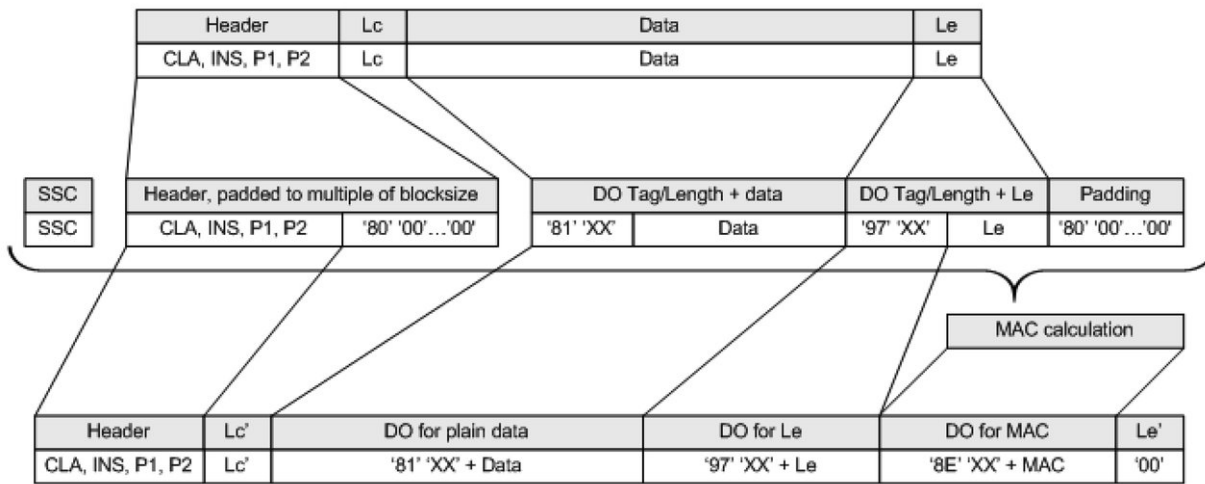 Header Lc Data Le
CLA, INS, P1, P2 Lc Data Le
SSC Header, padded to multiple of blocksize DO Tag/Length + data DO Tag/Length + Le Padding
SSC CLA, INS, P1, P2 '80' '00'...'00' '81' 'XX' Data '97' 'XX' Le '80' '00'...'00'
MAC calculation
Header Lc' DO for plain data DO for Le DO for MAC Le'
CLA, INS, P1, P2 Lc' '81' 'XX' + Data '97' 'XX' + Le '8E' 'XX' + MAC '00'